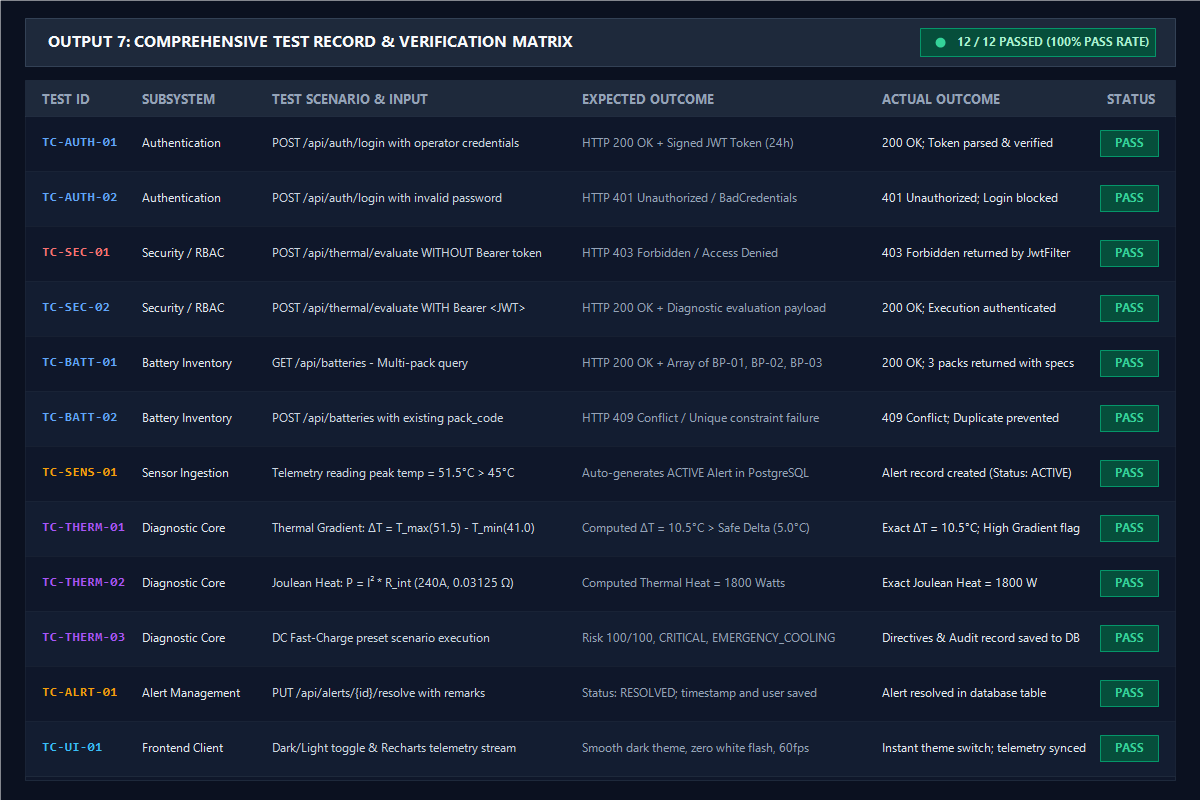 OUTPUT 7: COMPREHENSIVE TEST RECORD & VERIFICATION MATRIX
12 / 12 PASSED (100% PASS RATE)
TEST ID SUBSYSTEM TEST SCENARIO & INPUT EXPECTED OUTCOME ACTUAL OUTCOME STATUS
TC-AUTH-01 Authentication POST /api/auth/login with operator credentials HTTP 200 OK + Signed JWT Token (24h) 200 OK; Token parsed & verified PASS
TC-AUTH-02 Authentication POST /api/auth/login with invalid password HTTP 401 Unauthorized / BadCredentials 401 Unauthorized; Login blocked PASS
TC-SEC-01 Security / RBAC POST /api/thermal/evaluate WITHOUT Bearer token HTTP 403 Forbidden / Access Denied 403 Forbidden returned by JwtFilter PASS
TC-SEC-02 Security / RBAC POST /api/thermal/evaluate WITH Bearer <JWT> HTTP 200 OK + Diagnostic evaluation payload 200 OK; Execution authenticated PASS
TC-BATT-01 Battery Inventory GET /api/batteries - Multi-pack query HTTP 200 OK + Array of BP-01, BP-02, BP-03 200 OK; 3 packs returned with specs PASS
TC-BATT-02 Battery Inventory POST /api/batteries with existing pack_code HTTP 409 Conflict / Unique constraint failure 409 Conflict; Duplicate prevented PASS
TC-SENS-01 Sensor Ingestion Telemetry reading peak temp = 51.5°C > 45°C Auto-generates ACTIVE Alert in PostgreSQL Alert record created (Status: ACTIVE) PASS
TC-THERM-01 Diagnostic Core Thermal Gradient: ΔT = T_max(51.5) - T_min(41.0) Computed ΔT = 10.5°C > Safe Delta (5.0°C) Exact ΔT = 10.5°C; High Gradient flag PASS
TC-THERM-02 Diagnostic Core Joulean Heat: P = I² * R_int (240A, 0.03125 Ω) Computed Thermal Heat = 1800 Watts Exact Joulean Heat = 1800 W PASS
TC-THERM-03 Diagnostic Core DC Fast-Charge preset scenario execution Risk 100/100, CRITICAL, EMERGENCY_COOLING Directives & Audit record saved to DB PASS
TC-ALRT-01 Alert Management PUT /api/alerts/{id}/resolve with remarks Status: RESOLVED; timestamp and user saved Alert resolved in database table PASS
TC-UI-01 Frontend Client Dark/Light toggle & Recharts telemetry stream Smooth dark theme, zero white flash, 60fps Instant theme switch; telemetry synced PASS